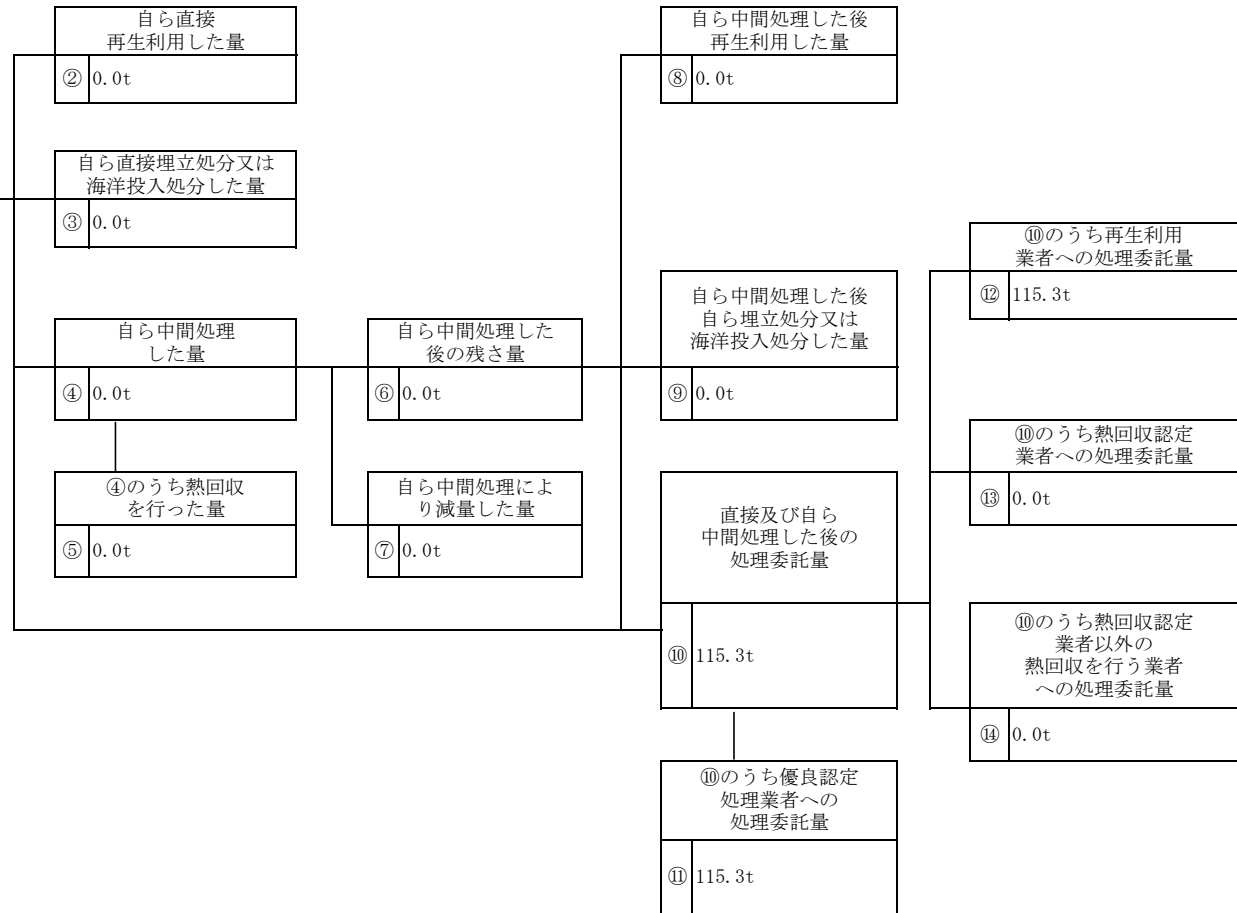 自ら直接
再生利用した量
② 0.0t
自ら直接埋立処分又は
海洋投入処分した量
③ 0.0t
自ら中間処理
した量
④ 0.0t
④のうち熱回収
を行った量
⑤ 0.0t
自ら中間処理した
後の残さ量
⑥ 0.0t
自ら中間処理によ
り減量した量
⑦ 0.0t
自ら中間処理した後
再生利用した量
⑧ 0.0t
自ら中間処理した後
自ら埋立処分又は
海洋投入処分した量
⑨ 0.0t
直接及び自ら
中間処理した後の
処理委託量
⑩ 115.3t
⑩のうち優良認定
処理業者への
処理委託量
⑪ 115.3t
⑩のうち再生利用
業者への処理委託量
⑫ 115.3t
⑩のうち熱回収認定
業者への処理委託量
⑬ 0.0t
⑩のうち熱回収認定
業者以外の
熱回収を行う業者
への処理委託量
⑭ 0.0t